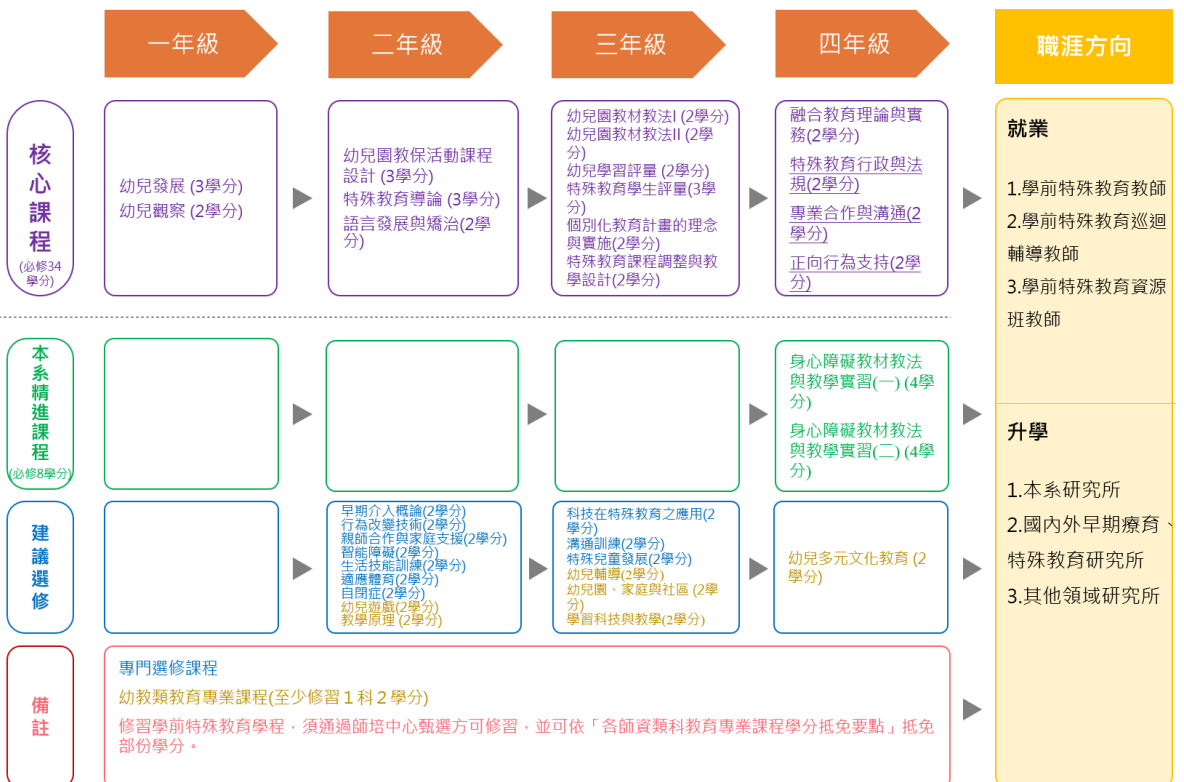 一年級
二年級
三年級
四年級
職涯方向
核
心
課
程
(必修34
學分)
幼兒發展 (3學分)
幼兒觀察 (2學分)
幼兒園教保活動課程
設計 (3學分)
特殊教育導論 (3學分)
語言發展與矯治(2學
分)
幼兒園教材教法I (2學分)
幼兒園教材教法II (2學
分)
幼兒學習評量 (2學分)
特殊教育學生評量(3學
分)
個別化教育計畫的理念
與實施(2學分)
特殊教育課程調整與教
學設計(2學分)
融合教育理論與實
務(2學分)
特殊教育行政與法
規(2學分)
專業合作與溝通(2
學分)
正向行為支持(2學
分)
就業
1.學前特殊教育教師
2.學前特殊教育巡迴
輔導教師
3.學前特殊教育資源
班教師
本
系
精
進
課
程
(必修8學分)
身心障礙教材教法
與教學實習(一) (4學
分)
身心障礙教材教法
與教學實習(二) (4學
分)
升學
1.本系研究所
2.國內外早期療育、
特殊教育研究所
3.其他領域研究所
建
議
選
修
早期介入概論(2學分)
行為改變技術(2學分)
親師合作與家庭支援(2學分)
智能障礙(2學分)
生活技能訓練(2學分)
適應體育(2學分)
自閉症(2學分)
幼兒遊戲(2學分)
教學原理 (2學分)
科技在特殊教育之應用(2
學分)
溝通訓練(2學分)
特殊兒童發展(2學分)
幼兒輔導(2學分)
幼兒園、家庭與社區 (2學
分)
學習科技與教學(2學分)
幼兒多元文化教育 (2
學分)
備
註
專門選修課程
幼教類教育專業課程(至少修習１科２學分)
修習學前特殊教育學程，須通過師培中心甄選方可修習，並可依「各師資類科教育專業課程學分抵免要點」抵免
部份學分。